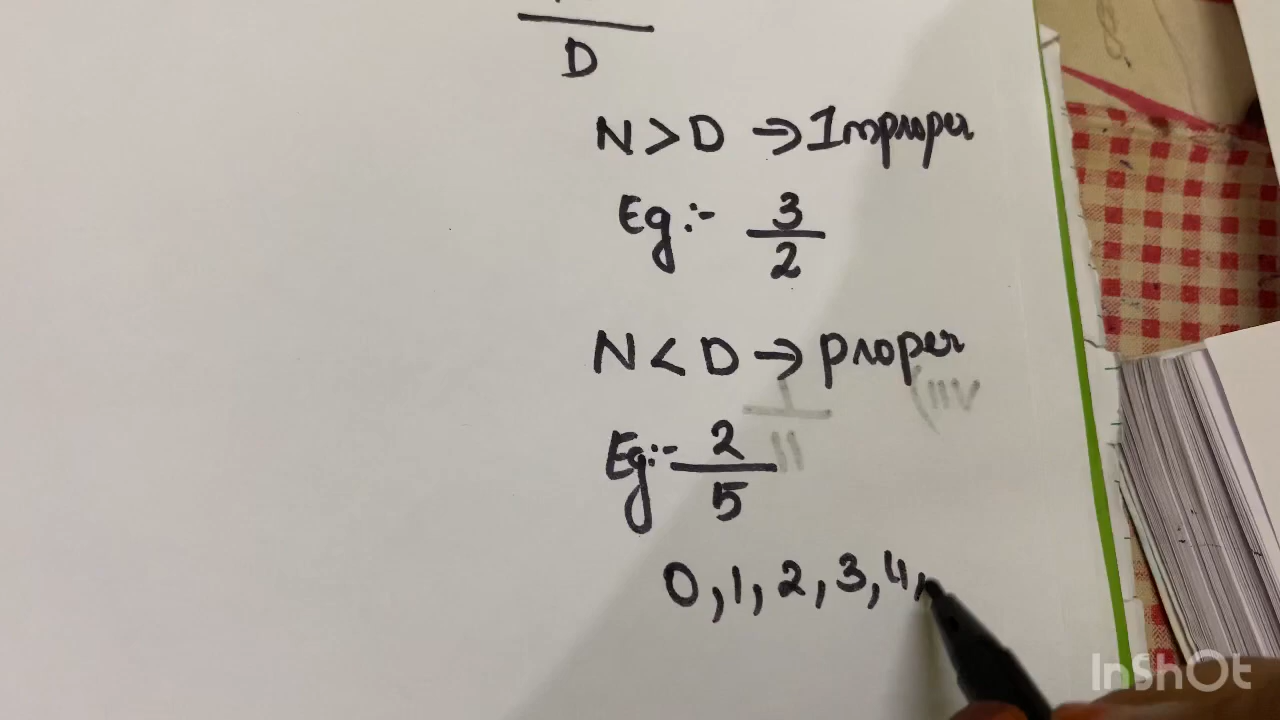 D
N > D → Improper
Eg:- 3/2
N < D → proper
Eg:- 2/5
0, 1, 2, 3, 4,
InShOt